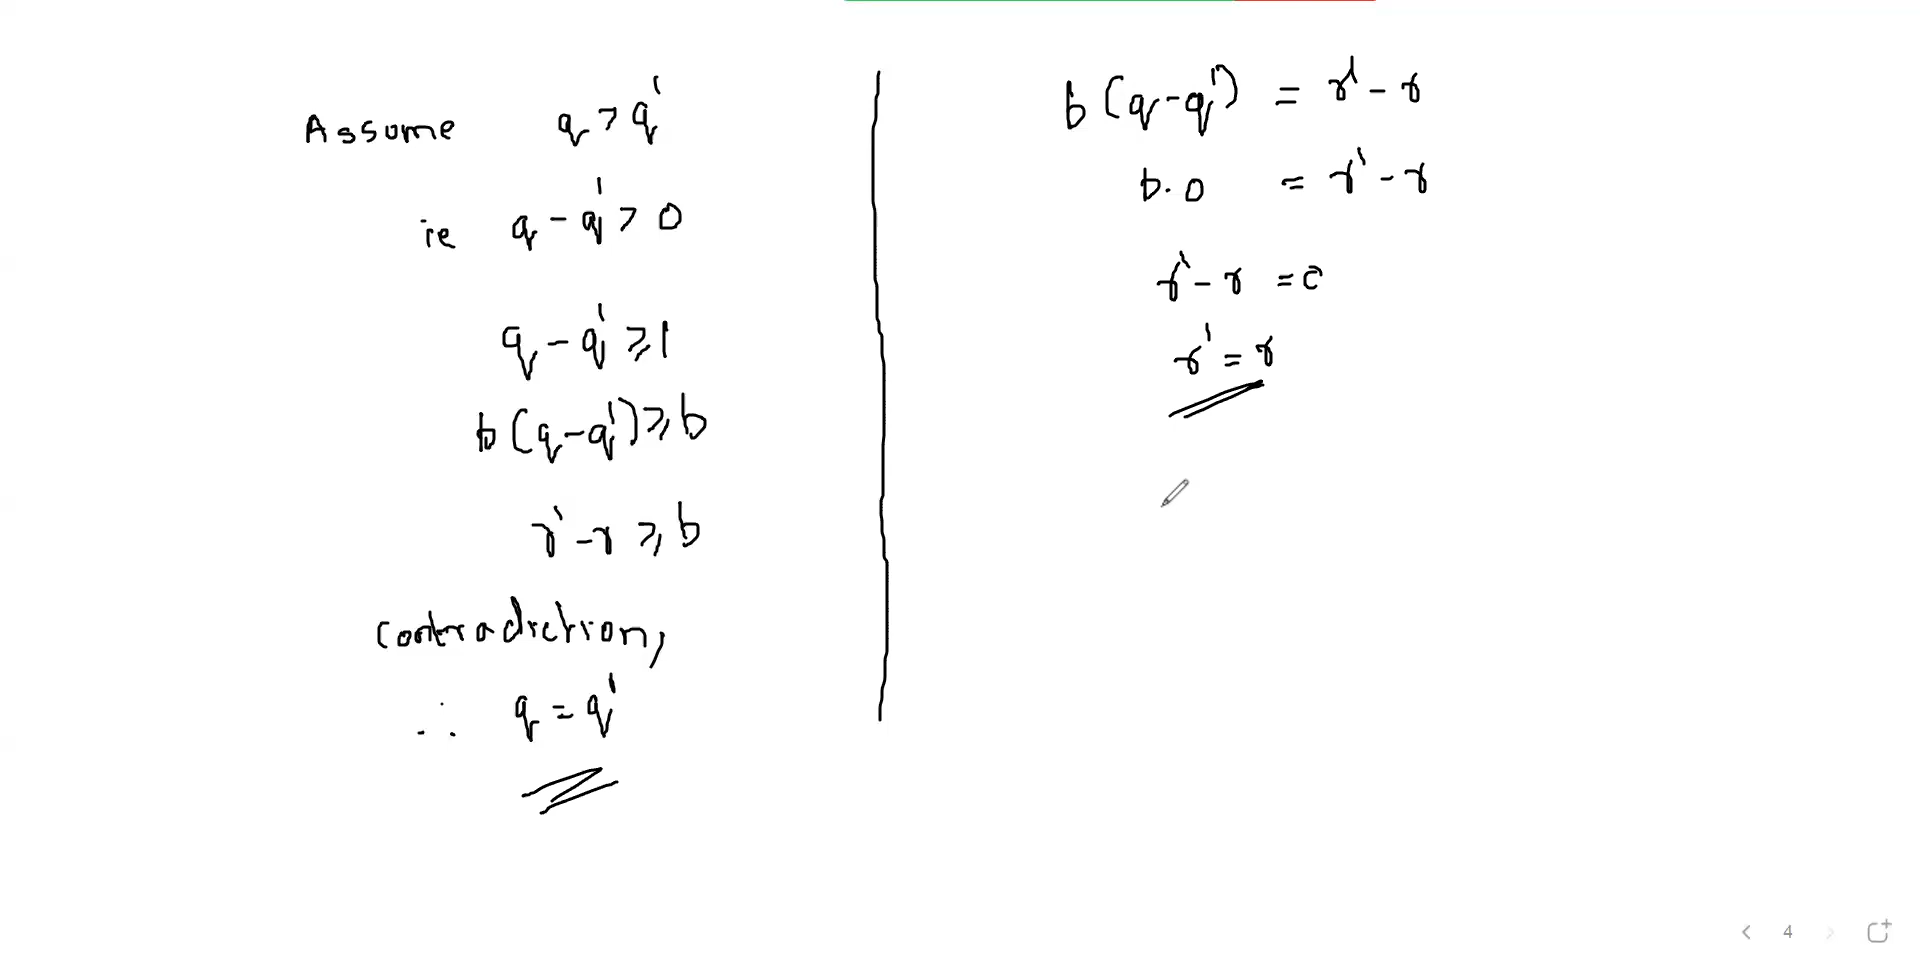 Assume q > q'
ie q - q' > 0
q - q' ⩾ 1
b(q - q') ⩾ b
r' - r ⩾ b
contradiction,
∴ q = q'
b(q - q') = r' - r
b. 0 = r' - r
r' - r = 0
r' = r
4